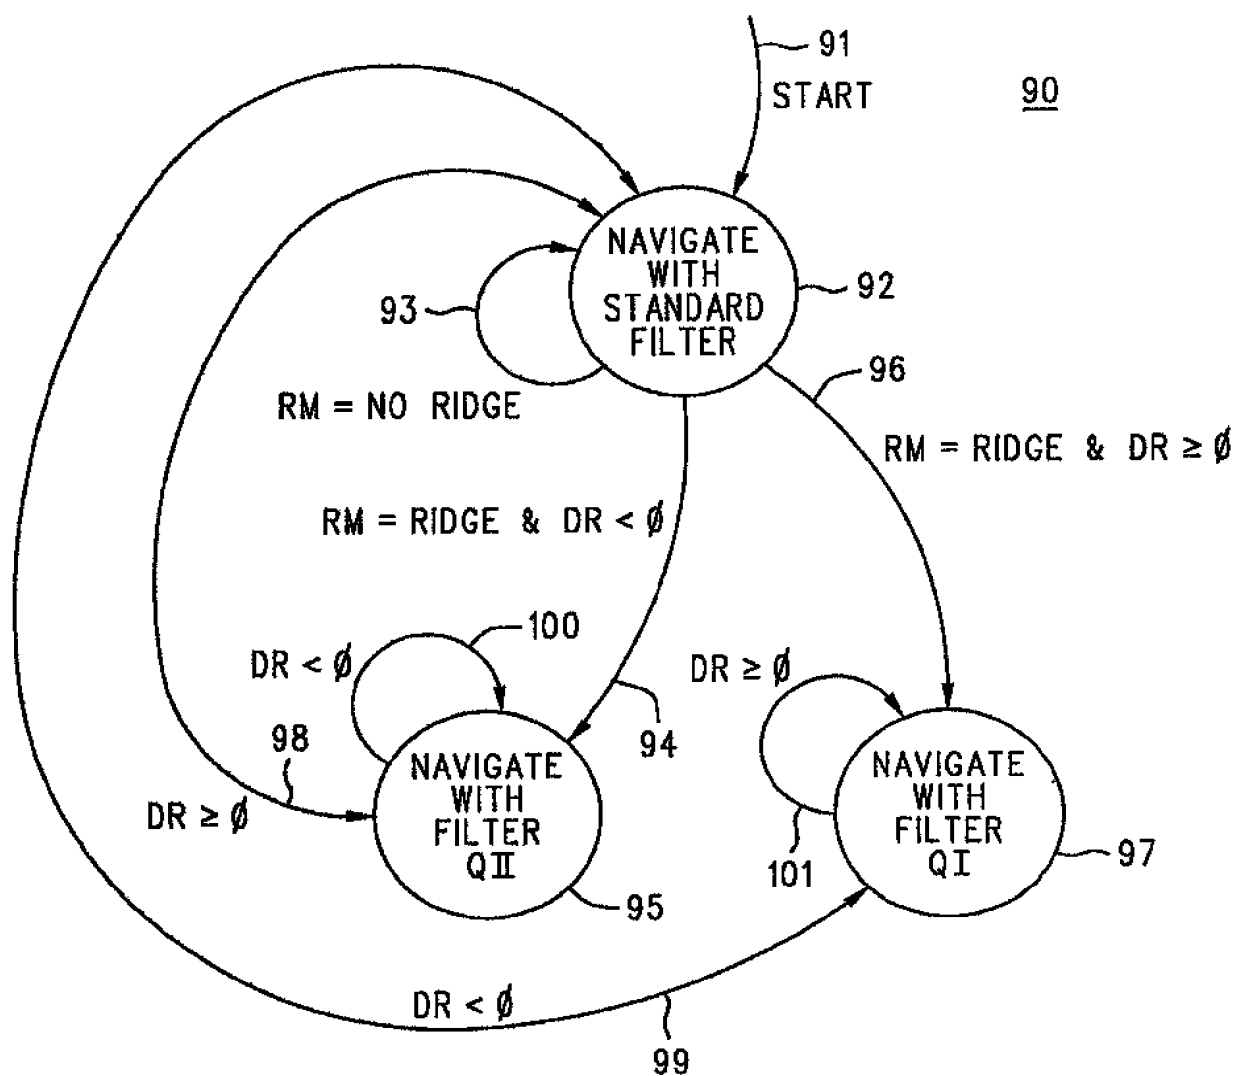 91
START
90
NAVIGATE
WITH
STANDARD
FILTER
92
93
96
RM = NO RIDGE
RM = RIDGE & DR ≥ Ø
RM = RIDGE & DR < Ø
100
DR < Ø
DR ≥ Ø
94
98
NAVIGATE
WITH
FILTER
QII
NAVIGATE
WITH
FILTER
QI
DR ≥ Ø
97
101
95
DR < Ø
99